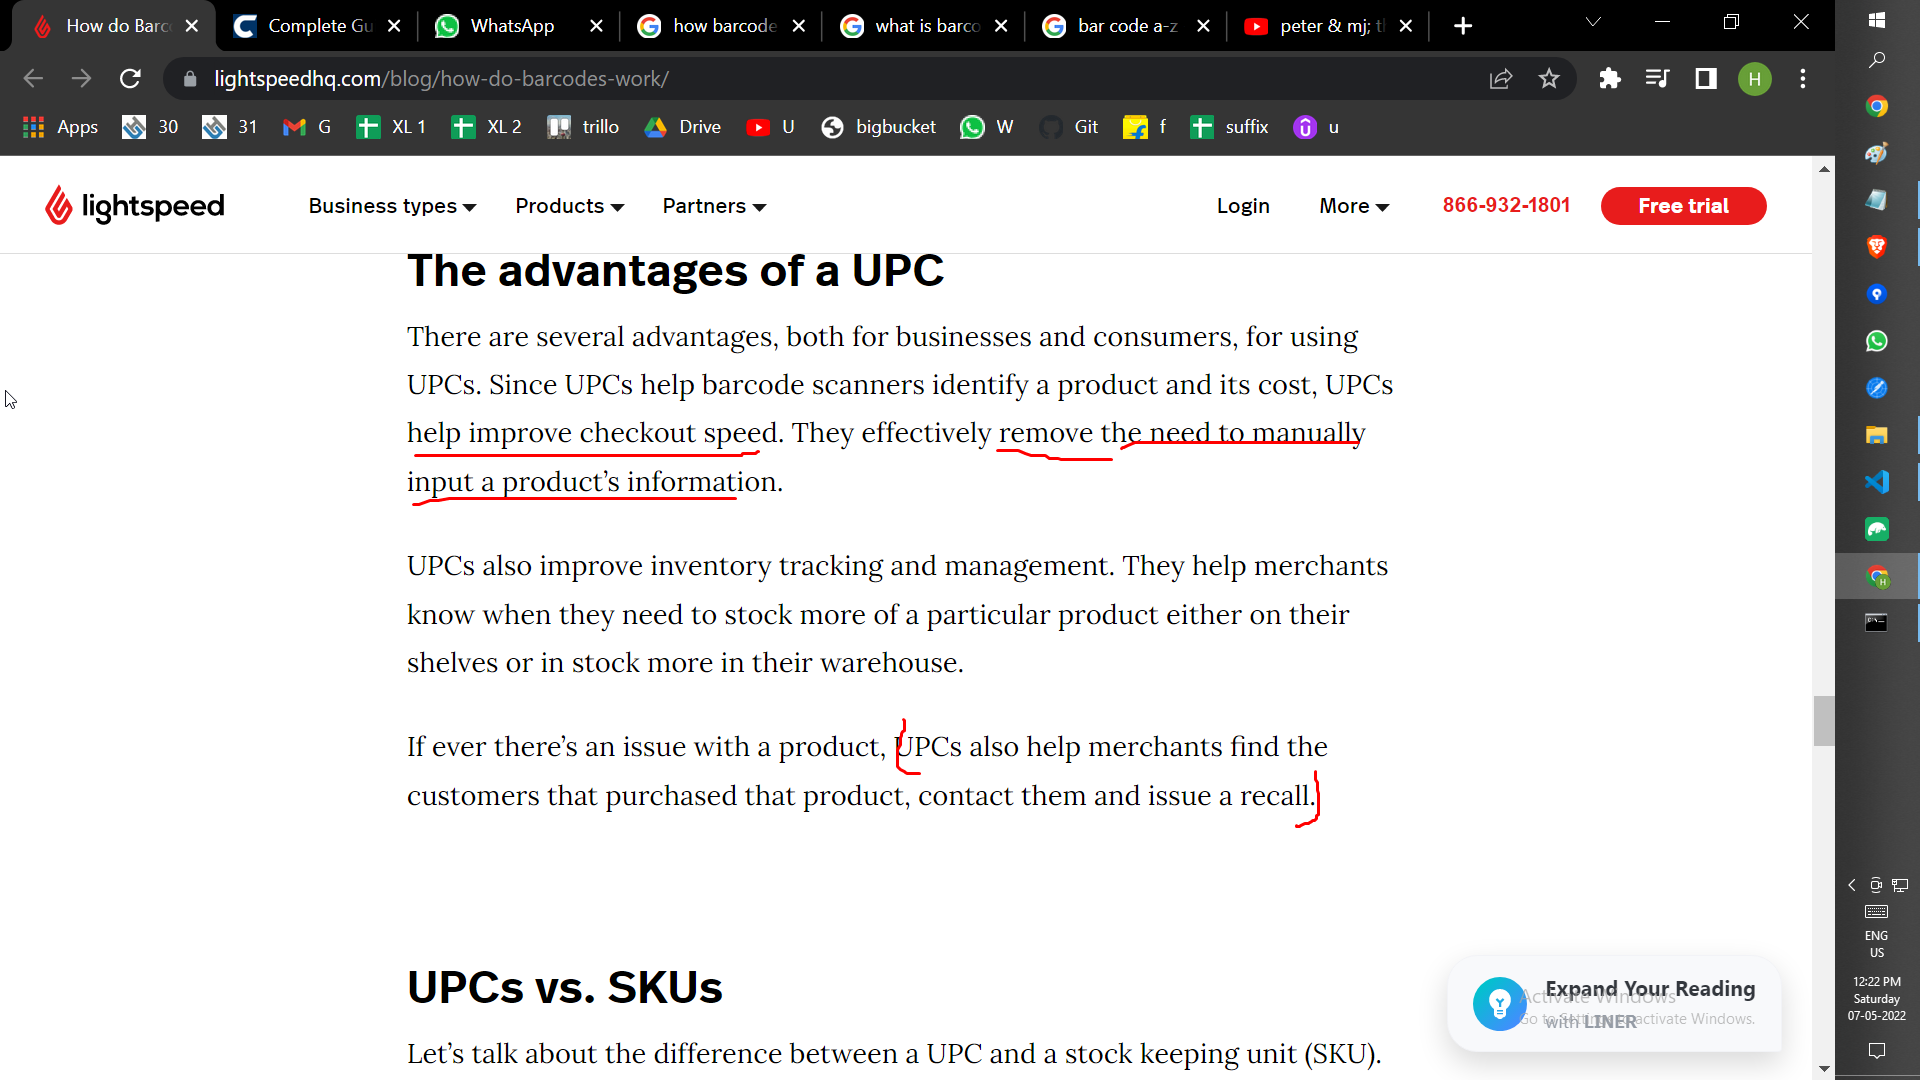 How do Barc
Complete Gu
WhatsApp
how barcode
what is barco
bar code a-z
peter & mj; t
lightspeedhq.com/blog/how-do-barcodes-work/
H
Apps 30 31 G XL 1 XL 2 trillo Drive U bigbucket W Git f suffix u
lightspeed Business types Products Partners Login More 866-932-1801 Free trial
The advantages of a UPC
There are several advantages, both for businesses and consumers, for using
UPCs. Since UPCs help barcode scanners identify a product and its cost, UPCs
help improve checkout speed. They effectively remove the need to manually
input a product’s information.
UPCs also improve inventory tracking and management. They help merchants
know when they need to stock more of a particular product either on their
shelves or in stock more in their warehouse.
If ever there’s an issue with a product, UPCs also help merchants find the
customers that purchased that product, contact them and issue a recall.
UPCs vs. SKUs
Let’s talk about the difference between a UPC and a stock keeping unit (SKU).
Expand Your Reading
with LINER
Activate Windows
Go to Settings to activate Windows.
ENG
US
12:22 PM
Saturday
07-05-2022